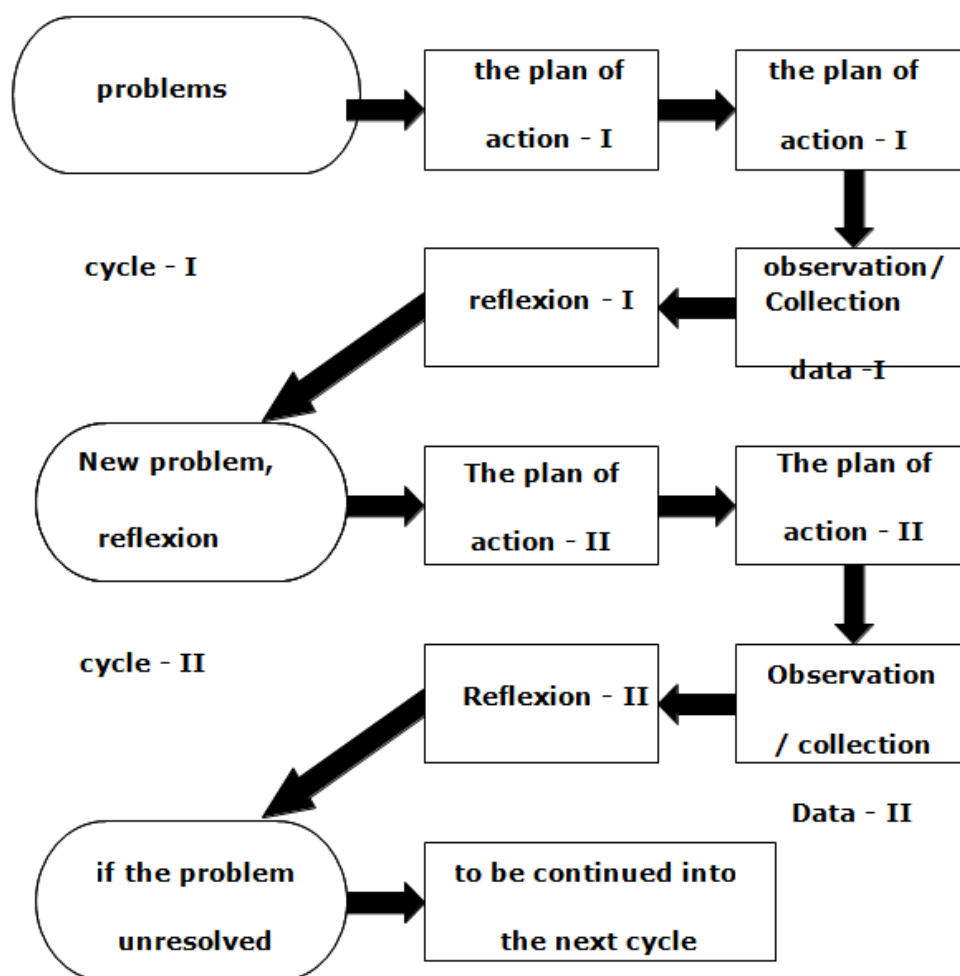 problems
the plan of
action - I
the plan of
action - I
cycle - I
reflexion - I
observation/
Collection
data -I
New problem,
reflexion
The plan of
action - II
The plan of
action - II
cycle - II
Reflexion - II
Observation
/ collection
Data - II
if the problem
unresolved
to be continued into
the next cycle